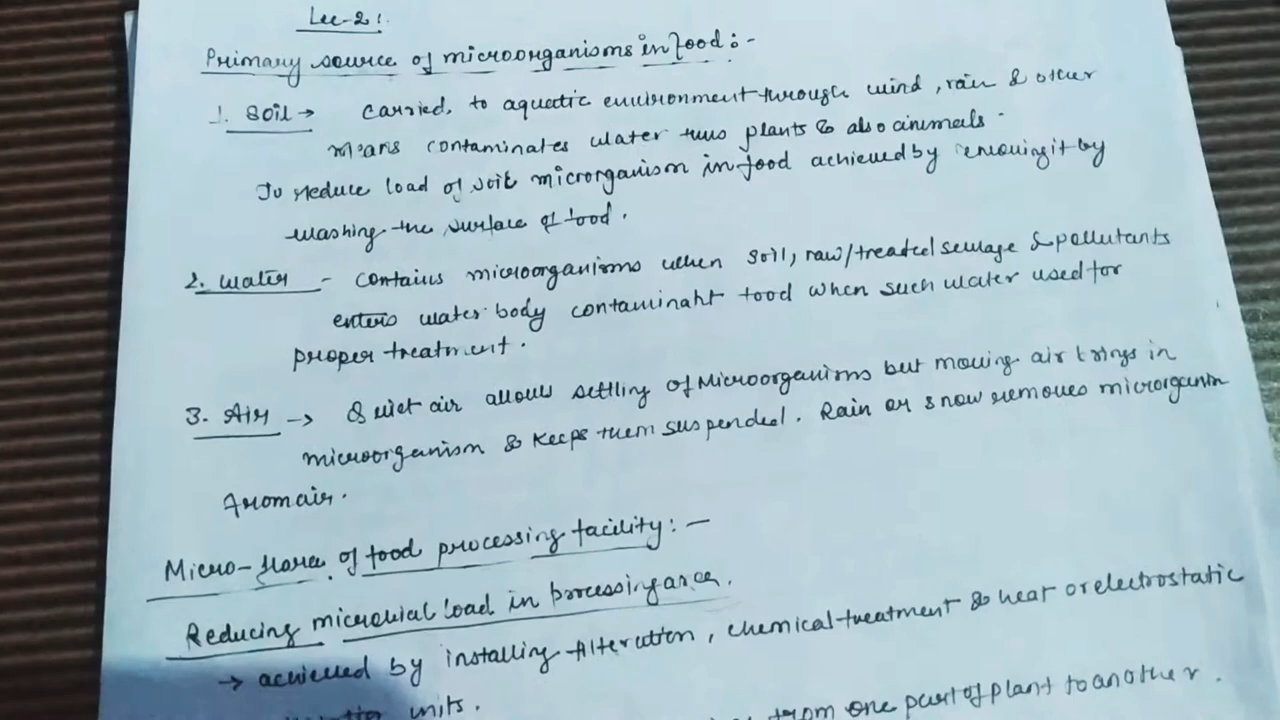 Lec-2:
Primary source of microorganisms in food :-
1. Soil → carried, to aquatic environment through wind, rain & other
means contaminates water thus plants & also animals.
To reduce load of soil microrganism in food achieved by removing it by
washing the surface of food.
2. Water - contains microorganisms when soil, raw/treated sewage & pollutants
enters water body contaminaht food when such water used for
proper treatment.
3. Air → Quiet air allows settling of Microorganisms but moving air brings in
microorganism & keeps them suspended. Rain or snow removes microrganim
from air.
Micro-flora of food processing facility: -
Reducing microbial load in processing area.
→ achieved by installing filteration, chemical treatment & heat or electrostatic
units.
from one part of plant to another.